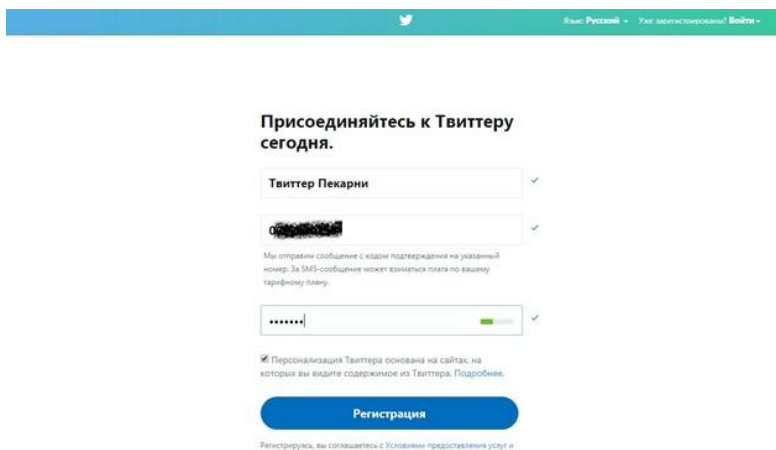 Язык: Русский Уже зарегистрированы? Войти
Присоединяйтесь к Твиттеру
сегодня.
Твиттер Пекарни
Мы отправим сообщение с кодом подтверждения на указанный
номер. За SMS-сообщение может взиматься плата по вашему
тарифному плану.
Персонализация Твиттера основана на сайтах, на
которых вы видите содержимое из Твиттера. Подробнее.
Регистрация
Регистрируясь, вы соглашаетесь с Условиями предоставления услуг и